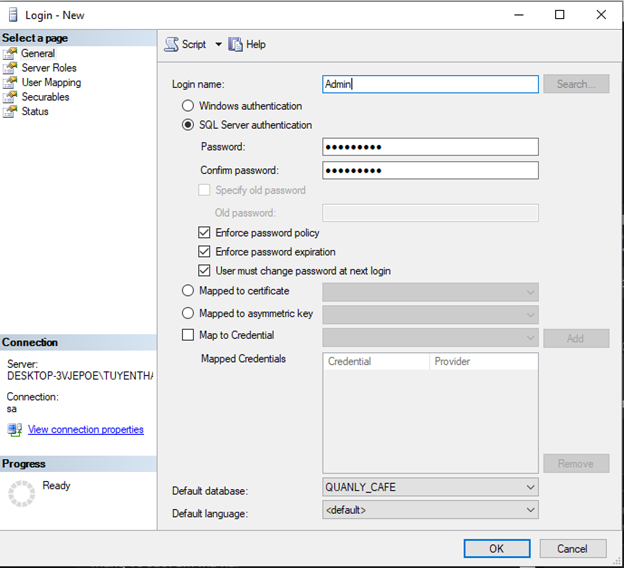 Login - New
Select a page
General
Server Roles
User Mapping
Securables
Status
Script
Help
Login name:
Admin
Search...
Windows authentication
SQL Server authentication
Password:
●●●●●●●●●
Confirm password:
●●●●●●●●●
Specify old password
Old password:
Enforce password policy
Enforce password expiration
User must change password at next login
Mapped to certificate
Mapped to asymmetric key
Map to Credential
Add
Mapped Credentials
Credential Provider
Remove
Default database:
QUANLY_CAFE
Default language:
<default>
Connection
Server:
DESKTOP-3VJEPOE\TUYENTHA
Connection:
sa
View connection properties
Progress
Ready
OK
Cancel